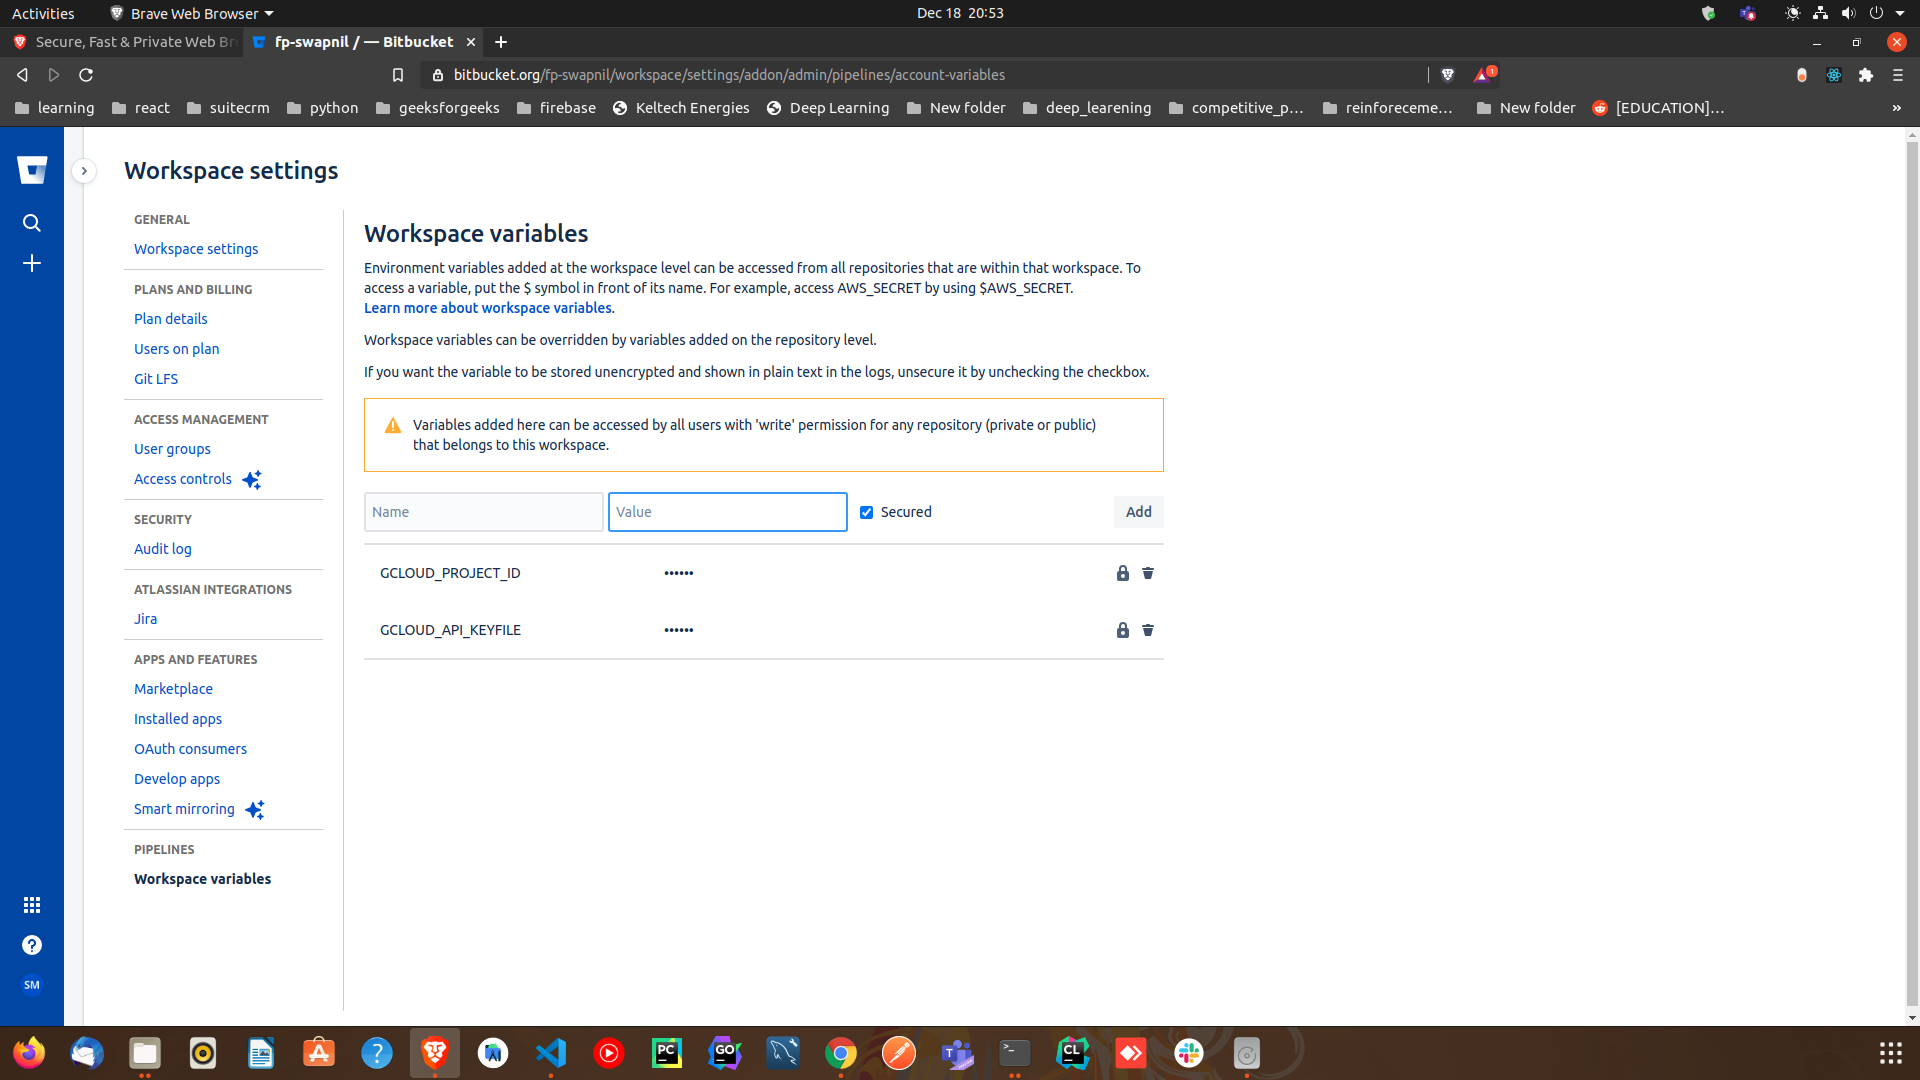 Activities
Brave Web Browser
Dec 18 20:53
Secure, Fast & Private Web Br
fp-swapnil / — Bitbucket
bitbucket.org/fp-swapnil/workspace/settings/addon/admin/pipelines/account-variables
1
learning
react
suitecrm
python
geeksforgeeks
firebase
Keltech Energies
Deep Learning
New folder
deep_learening
competitive_p…
reinforeceme…
New folder
[EDUCATION]…
»
Workspace settings
GENERAL
Workspace settings
PLANS AND BILLING
Plan details
Users on plan
Git LFS
ACCESS MANAGEMENT
User groups
Access controls
SECURITY
Audit log
ATLASSIAN INTEGRATIONS
Jira
APPS AND FEATURES
Marketplace
Installed apps
OAuth consumers
Develop apps
Smart mirroring
PIPELINES
Workspace variables
SM
Workspace variables
Environment variables added at the workspace level can be accessed from all repositories that are within that workspace. To
access a variable, put the $ symbol in front of its name. For example, access AWS_SECRET by using $AWS_SECRET.
Learn more about workspace variables.
Workspace variables can be overridden by variables added on the repository level.
If you want the variable to be stored unencrypted and shown in plain text in the logs, unsecure it by unchecking the checkbox.
Variables added here can be accessed by all users with 'write' permission for any repository (private or public)
that belongs to this workspace.
Name
Value
Secured
Add
GCLOUD_PROJECT_ID
••••••
GCLOUD_API_KEYFILE
••••••
PC
GO
CL